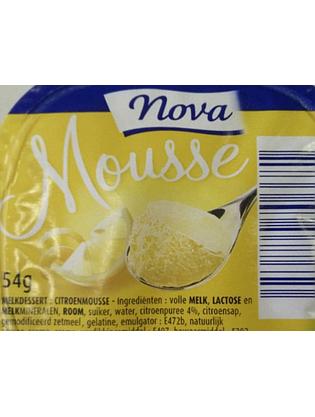 nova
Mousse
54g
MELKDESSERT : CITROENMOUSSE - Ingrediënten : volle MELK, LACTOSE en
MELKMINERALEN, ROOM, suiker, water, citroenpuree 4%, citroensap,
gemodificeerd zetmeel, gelatine, emulgator : E472b, natuurlijk